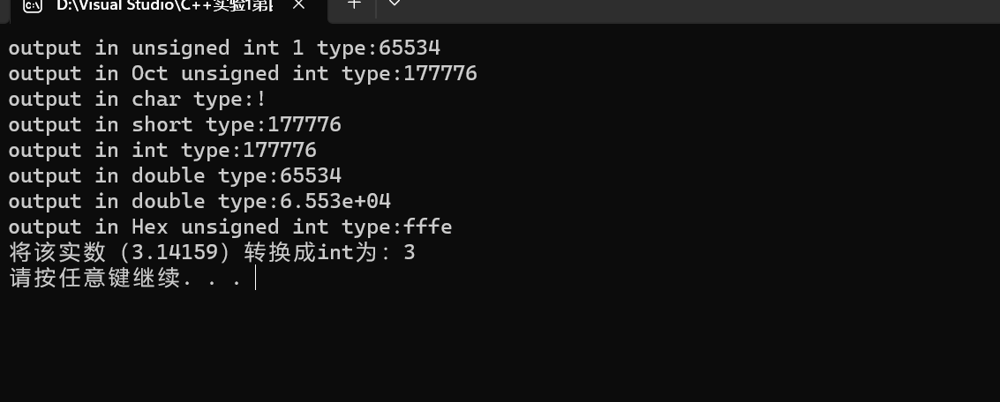 D:\Visual Studio\C++实验1第
output in unsigned int 1 type:65534
output in Oct unsigned int type:177776
output in char type:!
output in short type:177776
output in int type:177776
output in double type:65534
output in double type:6.553e+04
output in Hex unsigned int type:fffe
将该实数（3.14159）转换成int为：3
请按任意键继续. . .